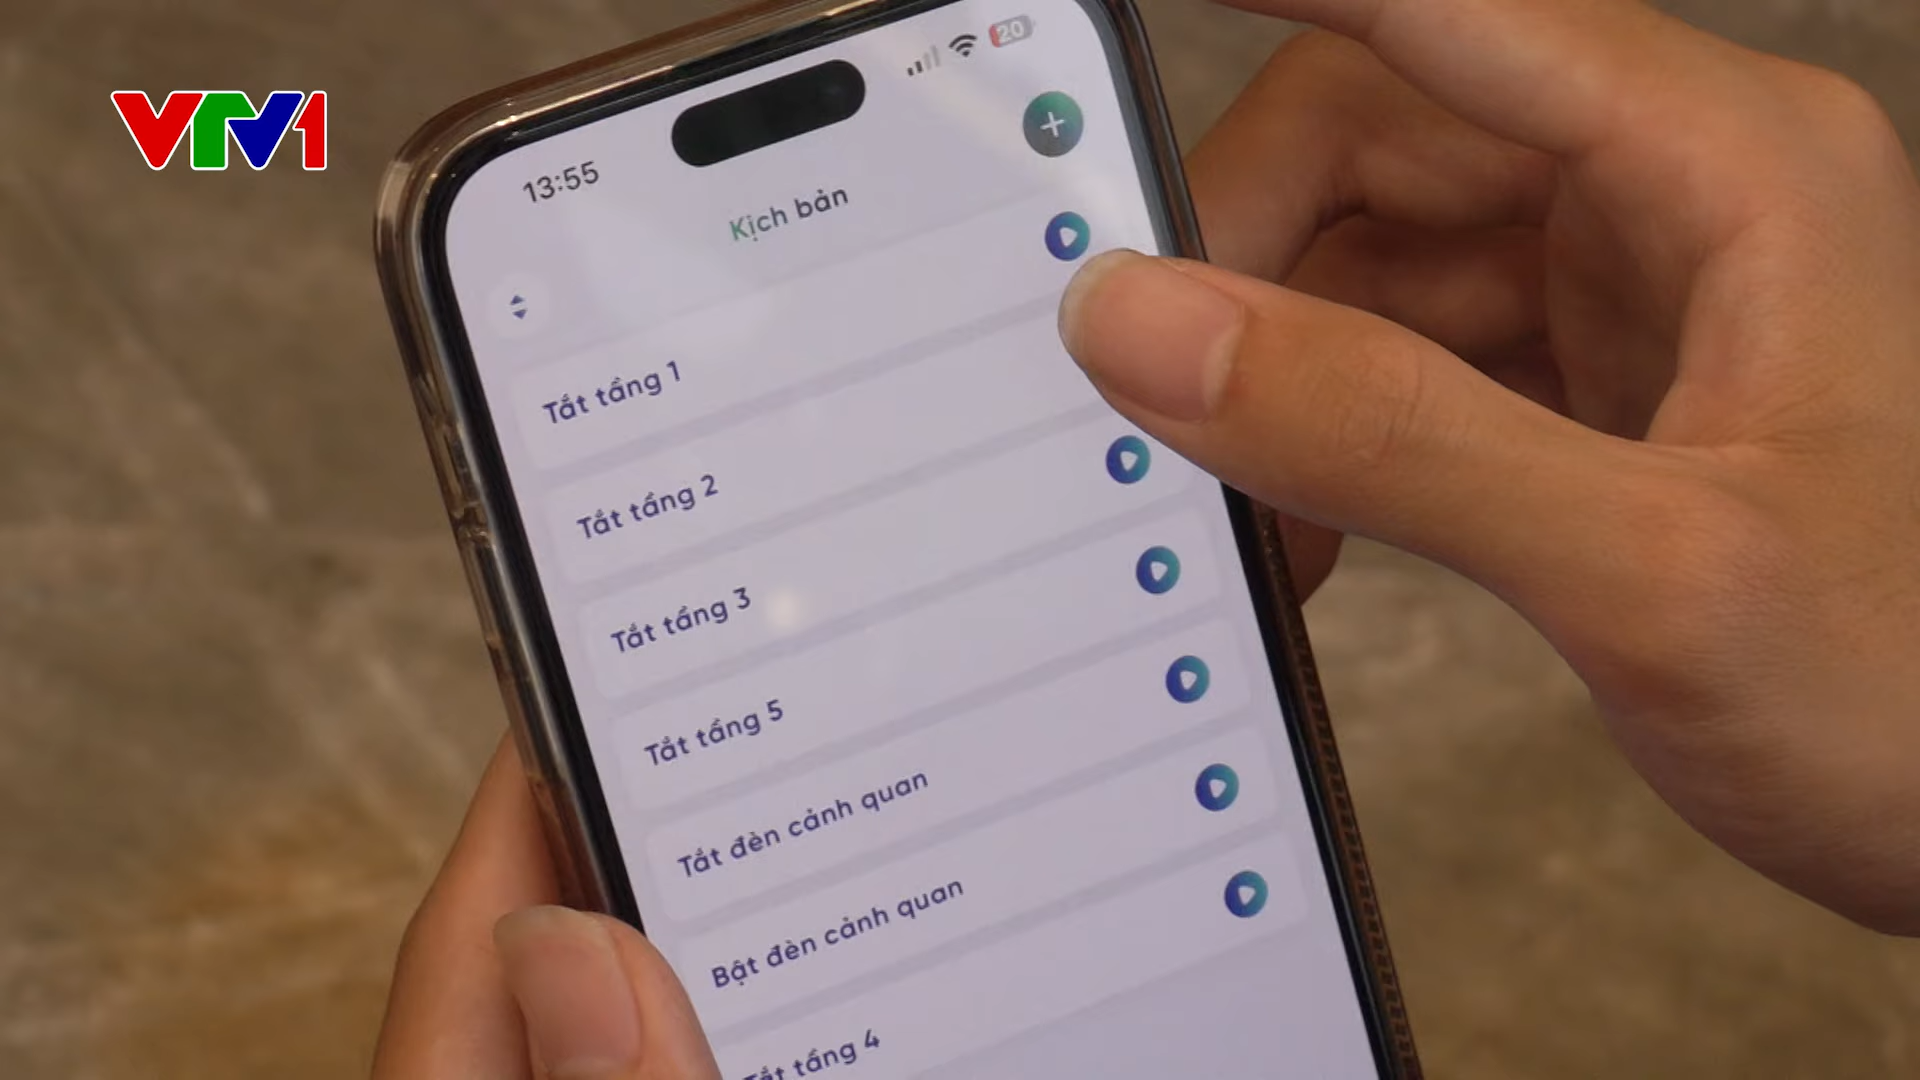 VTV1
13:55
20
Kịch bản
Tắt tầng 1
Tắt tầng 2
Tắt tầng 3
Tắt tầng 5
Tắt đèn cảnh quan
Bật đèn cảnh quan
Tắt tầng 4